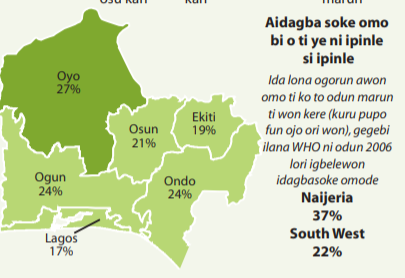 osu kan
kan
marun
Aidagba soke omo
bi o ti ye ni ipinle
si ipinle
Ida lona ogorun awon
omo ti ko to odun marun
ti won kere (kuru pupo
fun ojo ori won), gegebi
ilana WHO ni odun 2006
lori igbelewon
idagbasoke omode
Naijeria
37%
South West
22%
Oyo
27%
Osun
21%
Ekiti
19%
Ogun
24%
Ondo
24%
Lagos
17%